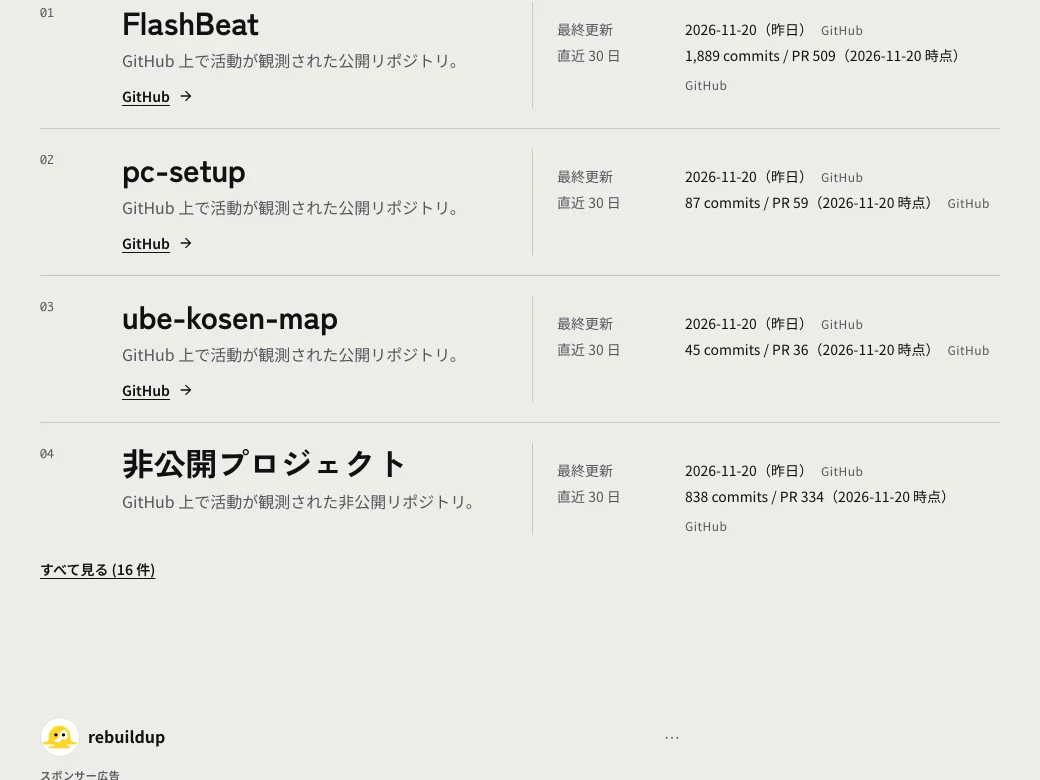 01
FlashBeat
GitHub 上で活動が観測された公開リポジトリ。
GitHub →
最終更新 2026-11-20（昨日） GitHub
直近 30 日 1,889 commits / PR 509（2026-11-20 時点）
GitHub
02
pc-setup
GitHub 上で活動が観測された公開リポジトリ。
GitHub →
最終更新 2026-11-20（昨日） GitHub
直近 30 日 87 commits / PR 59（2026-11-20 時点） GitHub
03
ube-kosen-map
GitHub 上で活動が観測された公開リポジトリ。
GitHub →
最終更新 2026-11-20（昨日） GitHub
直近 30 日 45 commits / PR 36（2026-11-20 時点） GitHub
04
非公開プロジェクト
GitHub 上で活動が観測された非公開リポジトリ。
最終更新 2026-11-20（昨日） GitHub
直近 30 日 838 commits / PR 334（2026-11-20 時点）
GitHub
すべて見る (16 件)
rebuildup
…
スポンサー広告